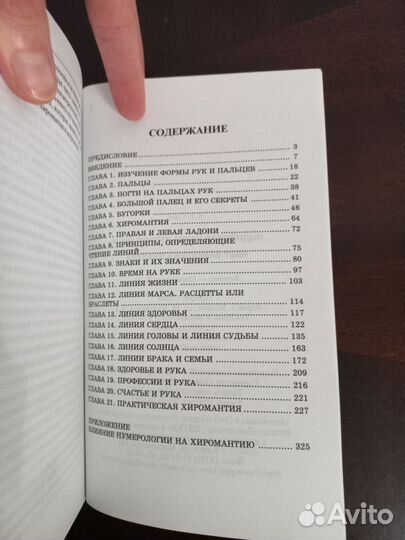 СОДЕРЖАНИЕ
ПРЕДИСЛОВИЕ 3
ВВЕДЕНИЕ 7
ГЛАВА 1. ИЗУЧЕНИЕ ФОРМЫ РУК И ПАЛЬЦЕВ 18
ГЛАВА 2. ПАЛЬЦЫ 22
ГЛАВА 3. НОГТИ НА ПАЛЬЦАХ РУК 38
ГЛАВА 4. БОЛЬШОЙ ПАЛЕЦ И ЕГО СЕКРЕТЫ 41
ГЛАВА 5. БУГОРКИ 46
ГЛАВА 6. ХИРОМАНТИЯ 64
ГЛАВА 7. ПРАВАЯ И ЛЕВАЯ ЛАДОНИ 72
ГЛАВА 8. ПРИНЦИПЫ, ОПРЕДЕЛЯЮЩИЕ
ЧТЕНИЕ ЛИНИЙ 75
ГЛАВА 9. ЗНАКИ И ИХ ЗНАЧЕНИЯ 80
ГЛАВА 10. ВРЕМЯ НА РУКЕ 97
ГЛАВА 11. ЛИНИЯ ЖИЗНИ 103
ГЛАВА 12. ЛИНИЯ МАРСА. РАСЦЕТТЫ ИЛИ
БРАСЛЕТЫ 114
ГЛАВА 13. ЛИНИЯ ЗДОРОВЬЯ 117
ГЛАВА 14. ЛИНИЯ СЕРДЦА 122
ГЛАВА 15. ЛИНИЯ ГОЛОВЫ И ЛИНИЯ СУДЬБЫ 135
ГЛАВА 16. ЛИНИЯ СОЛНЦА 163
ГЛАВА 17. ЛИНИИ БРАКА И СЕМЬИ 172
ГЛАВА 18. ЗДОРОВЬЕ И РУКА 209
ГЛАВА 19. ПРОФЕССИИ И РУКА 216
ГЛАВА 20. СЧАСТЬЕ И РУКА 221
ГЛАВА 21. ПРАКТИЧЕСКАЯ ХИРОМАНТИЯ 227
ПРИЛОЖЕНИЕ
ВЛИЯНИЕ НУМЕРОЛОГИИ НА ХИРОМАНТИЮ 325
Avito